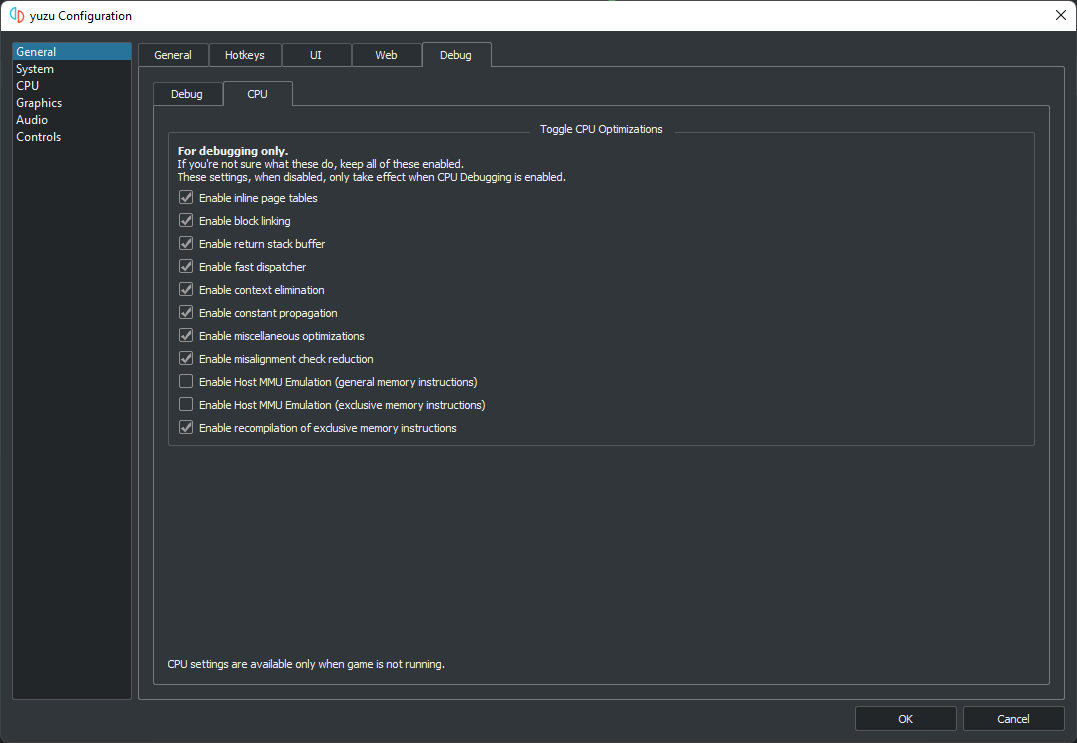 yuzu Configuration
General
System
CPU
Graphics
Audio
Controls
General Hotkeys UI Web Debug
Debug CPU
Toggle CPU Optimizations
For debugging only.
If you're not sure what these do, keep all of these enabled.
These settings, when disabled, only take effect when CPU Debugging is enabled.
Enable inline page tables
Enable block linking
Enable return stack buffer
Enable fast dispatcher
Enable context elimination
Enable constant propagation
Enable miscellaneous optimizations
Enable misalignment check reduction
Enable Host MMU Emulation (general memory instructions)
Enable Host MMU Emulation (exclusive memory instructions)
Enable recompilation of exclusive memory instructions
CPU settings are available only when game is not running.
OK Cancel